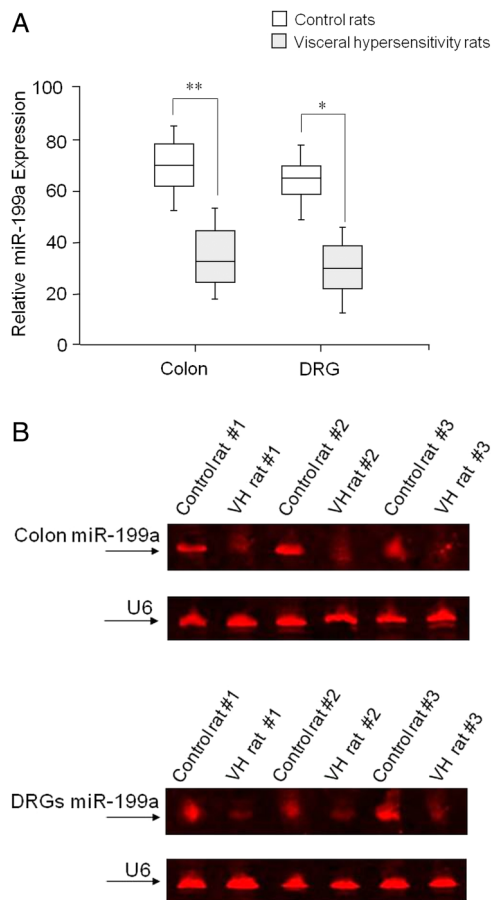 A
Control rats
Visceral hypersensitivity rats
Relative miR-199a Expression
100
80
60
40
20
0
**
*
Colon
DRG
B
Control rat #1
VH rat #1
Control rat #2
VH rat #2
Control rat #3
VH rat #3
Colon miR-199a
U6
Control rat #1
VH rat #1
Control rat #2
VH rat #2
Control rat #3
VH rat #3
DRGs miR-199a
U6